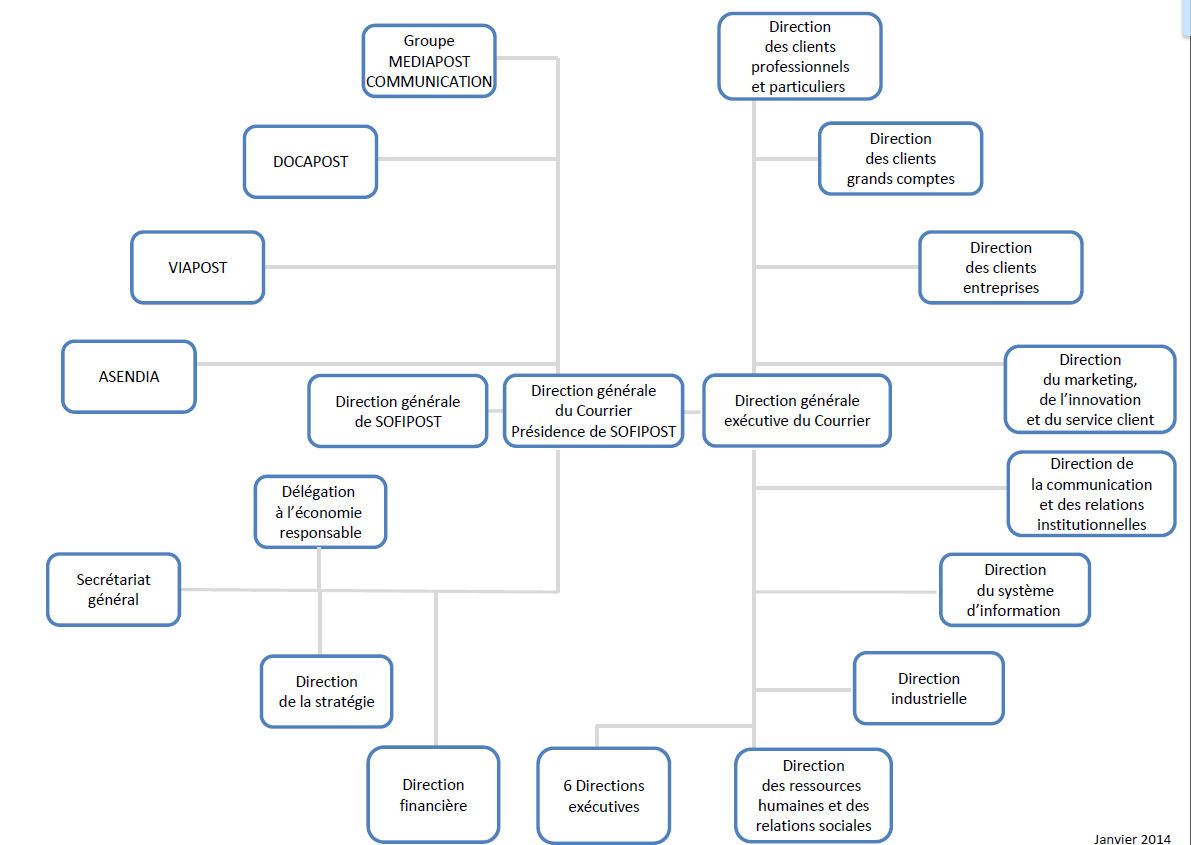 Groupe
MEDIAPOST
COMMUNICATION
Direction
des clients
professionnels
et particuliers
DOCAPOST
Direction
des clients
grands comptes
VIAPOST
Direction
des clients
entreprises
ASENDIA
Direction
du marketing,
de l’innovation
et du service client
Direction générale
de SOFIPOST
Direction générale
du Courrier
Présidence de SOFIPOST
Direction générale
exécutive du Courrier
Direction de
la communication
et des relations
institutionnelles
Délégation
à l’économie
responsable
Secrétariat
général
Direction
du système
d’information
Direction
de la stratégie
Direction
industrielle
Direction
financière
6 Directions
exécutives
Direction
des ressources
humaines et des
relations sociales
Janvier 2014